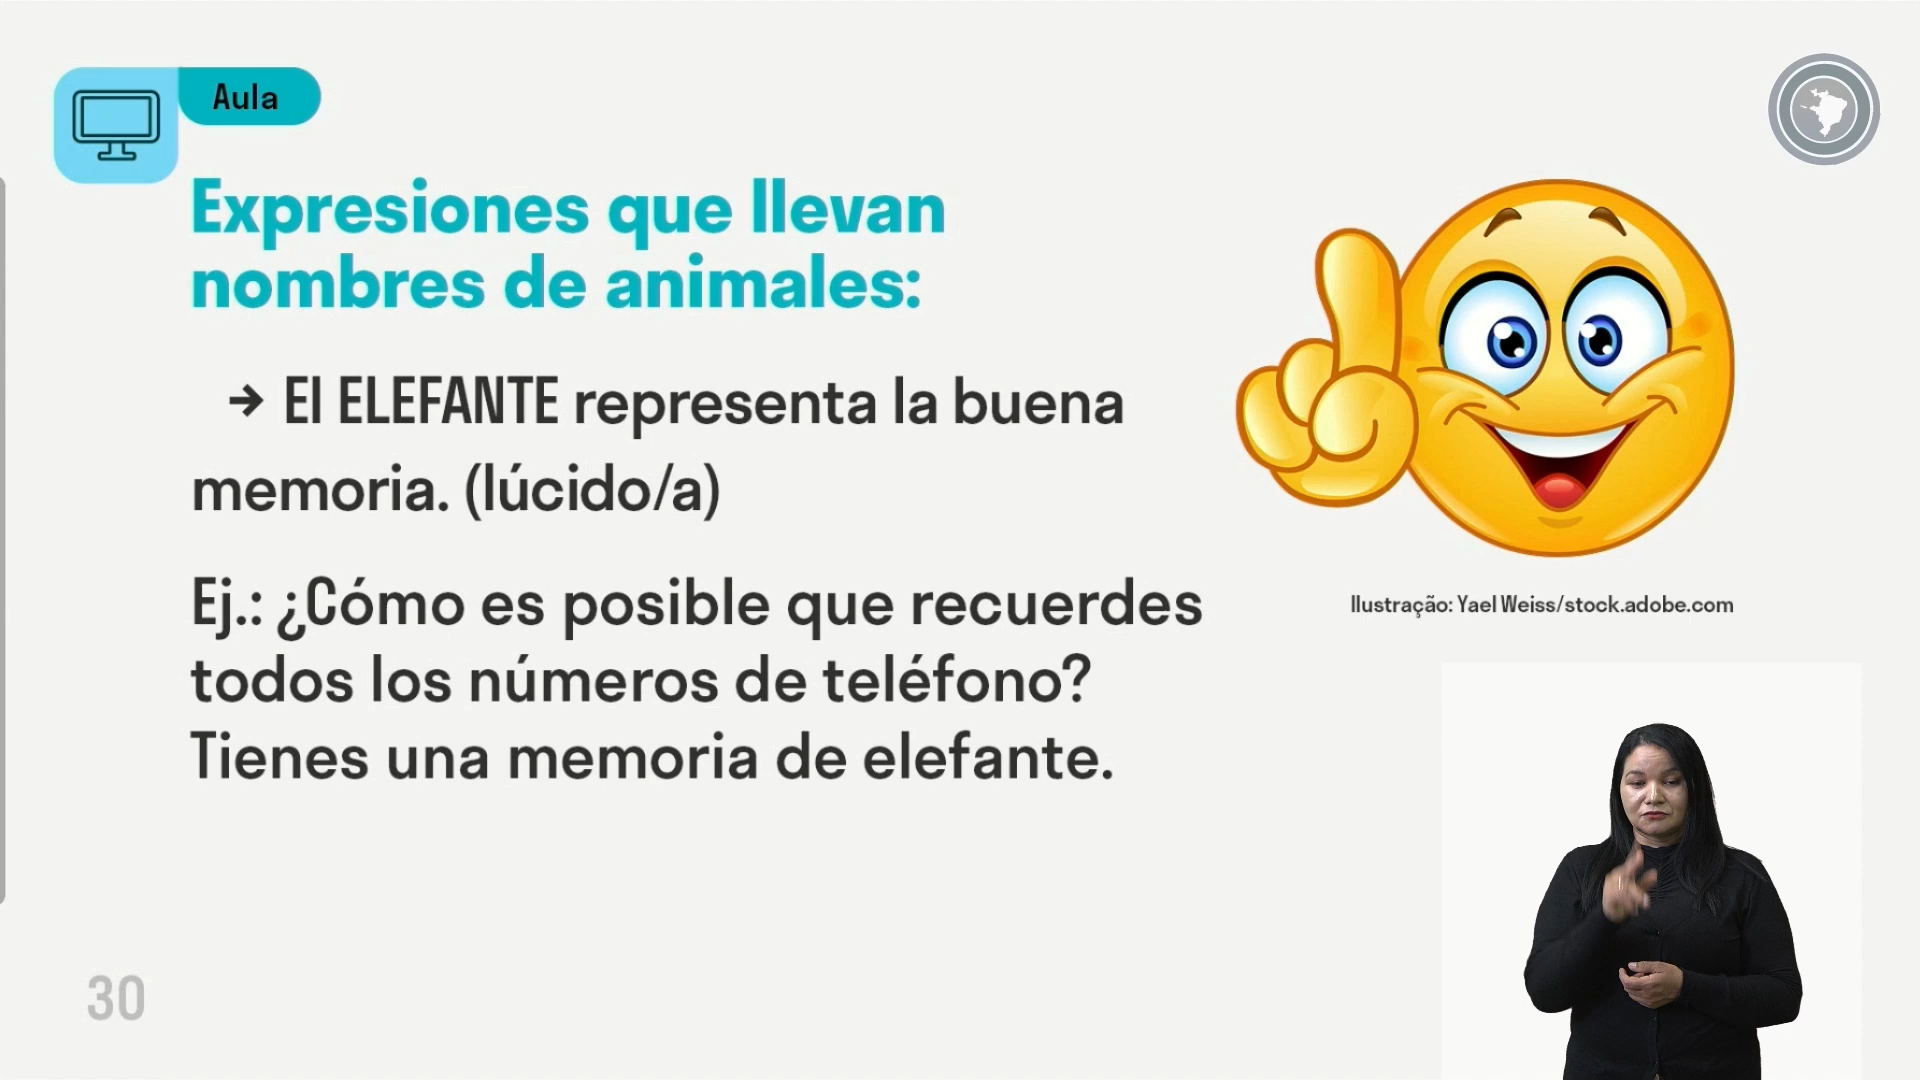 Aula
Expresiones que llevan
nombres de animales:
→ El ELEFANTE representa la buena
memoria. (lúcido/a)
Ej.: ¿Cómo es posible que recuerdes
todos los números de teléfono?
Tienes una memoria de elefante.
Ilustração: Yael Weiss/stock.adobe.com
30